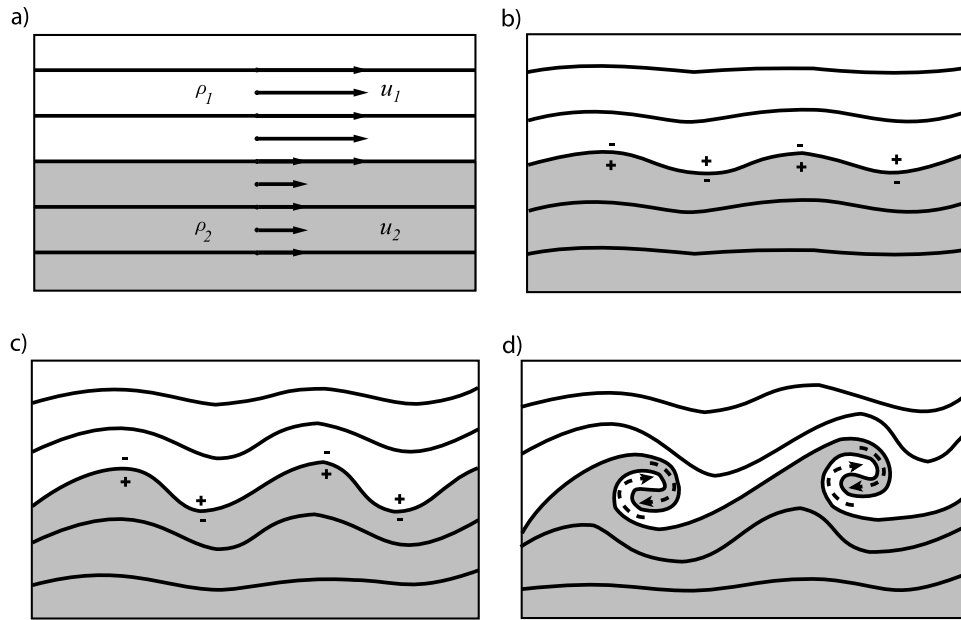 a)
ρ1 u1
ρ2 u2
b)
- + - +
+ - + -
c)
- + - +
+ - + -
d)